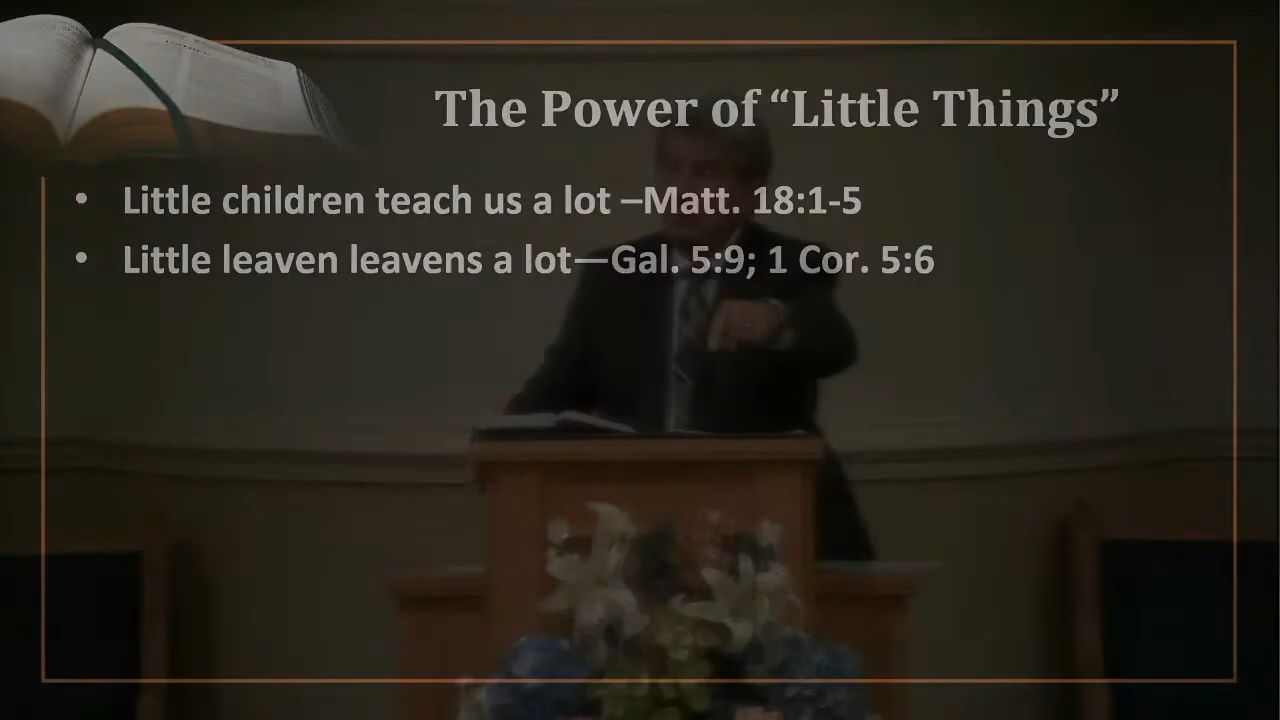 The Power of “Little Things”
• Little children teach us a lot –Matt. 18:1-5
• Little leaven leavens a lot—Gal. 5:9; 1 Cor. 5:6